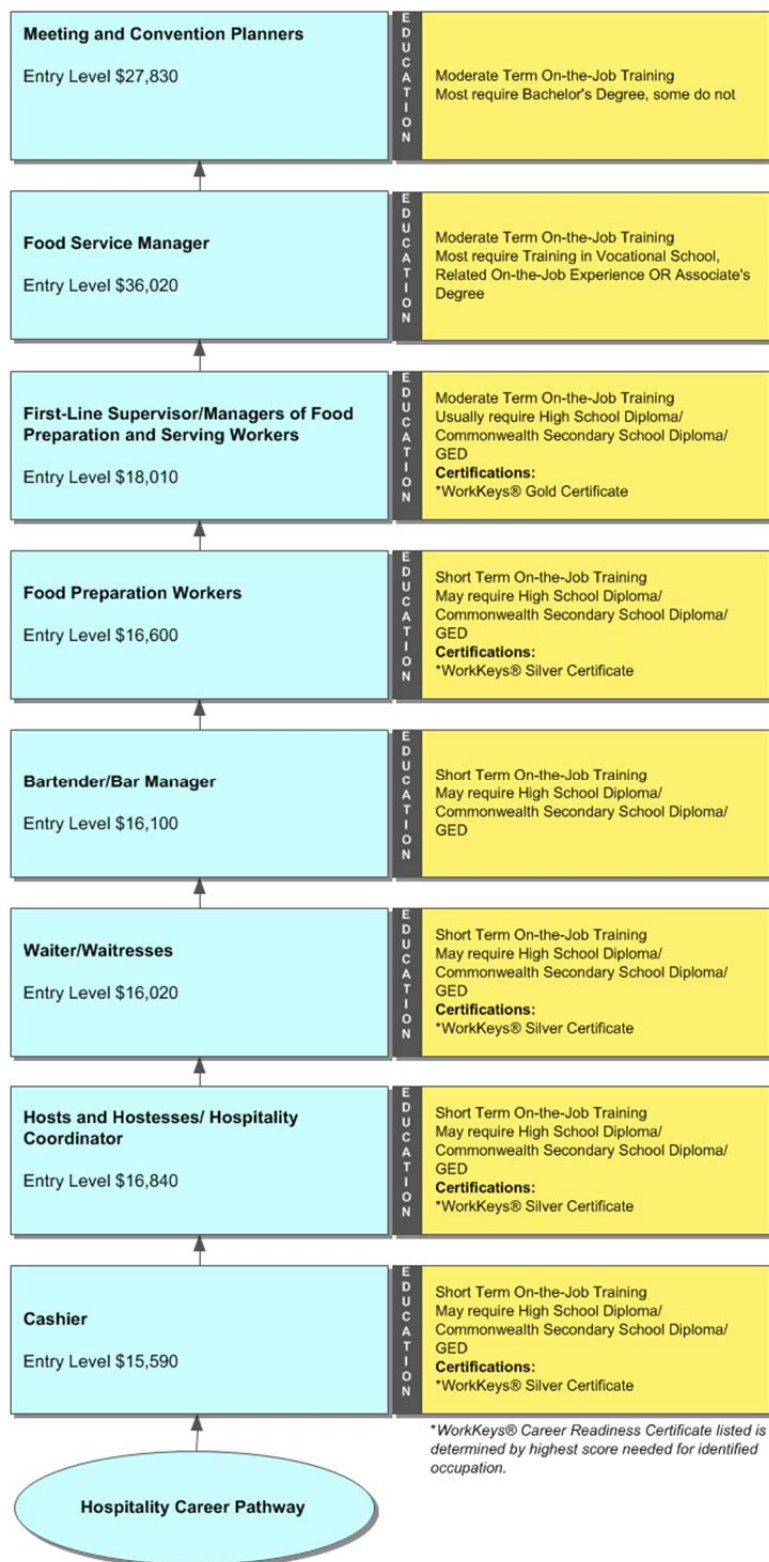 Meeting and Convention Planners
Entry Level $27,830
EDUCATION
Moderate Term On-the-Job Training
Most require Bachelor's Degree, some do not
Food Service Manager
Entry Level $36,020
EDUCATION
Moderate Term On-the-Job Training
Most require Training in Vocational School,
Related On-the-Job Experience OR Associate's
Degree
First-Line Supervisor/Managers of Food
Preparation and Serving Workers
Entry Level $18,010
EDUCATION
Moderate Term On-the-Job Training
Usually require High School Diploma/
Commonwealth Secondary School Diploma/
GED
Certifications:
*WorkKeys® Gold Certificate
Food Preparation Workers
Entry Level $16,600
EDUCATION
Short Term On-the-Job Training
May require High School Diploma/
Commonwealth Secondary School Diploma/
GED
Certifications:
*WorkKeys® Silver Certificate
Bartender/Bar Manager
Entry Level $16,100
EDUCATION
Short Term On-the-Job Training
May require High School Diploma/
Commonwealth Secondary School Diploma/
GED
Waiter/Waitresses
Entry Level $16,020
EDUCATION
Short Term On-the-Job Training
May require High School Diploma/
Commonwealth Secondary School Diploma/
GED
Certifications:
*WorkKeys® Silver Certificate
Hosts and Hostesses/ Hospitality
Coordinator
Entry Level $16,840
EDUCATION
Short Term On-the-Job Training
May require High School Diploma/
Commonwealth Secondary School Diploma/
GED
Certifications:
*WorkKeys® Silver Certificate
Cashier
Entry Level $15,590
EDUCATION
Short Term On-the-Job Training
May require High School Diploma/
Commonwealth Secondary School Diploma/
GED
Certifications:
*WorkKeys® Silver Certificate
*WorkKeys® Career Readiness Certificate listed is
determined by highest score needed for identified
occupation.
Hospitality Career Pathway